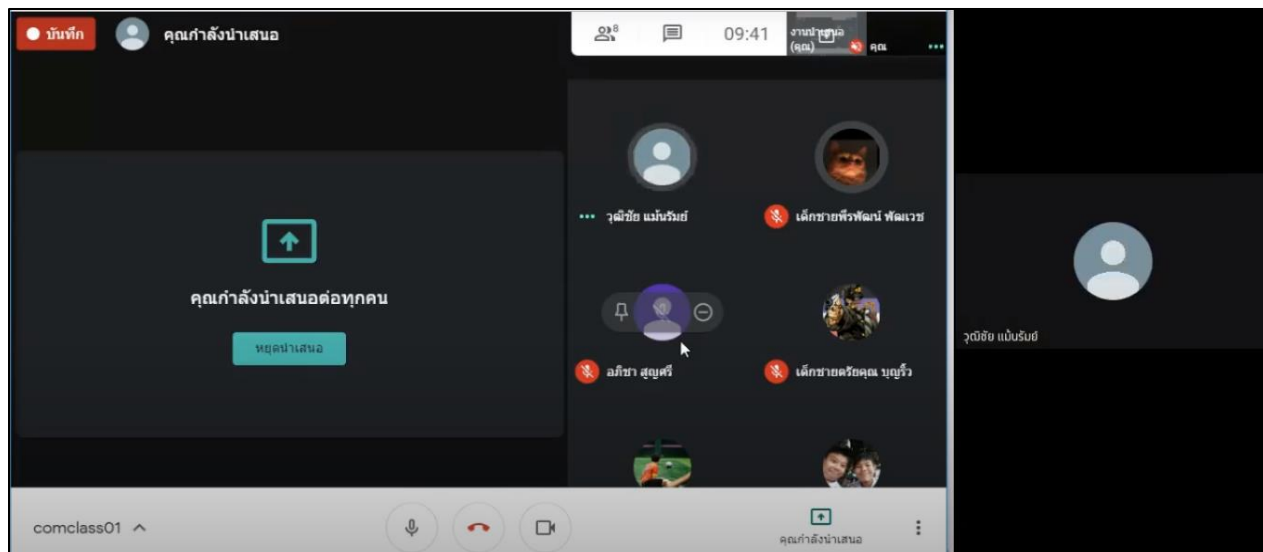 บันทึก
คุณกำลังนำเสนอ
8
09:41
(คุณ)
คุณ
วุฒิชัย แม้นรัมย์
เด็กชายพีรพัฒน์ พัฒเวช
คุณกำลังนำเสนอต่อทุกคน
หยุดนำเสนอ
อภิชา สูญศรี
เด็กชายตรัยคุณ บุญริ้ว
วุฒิชัย แม้นรัมย์
comclass01
คุณกำลังนำเสนอ